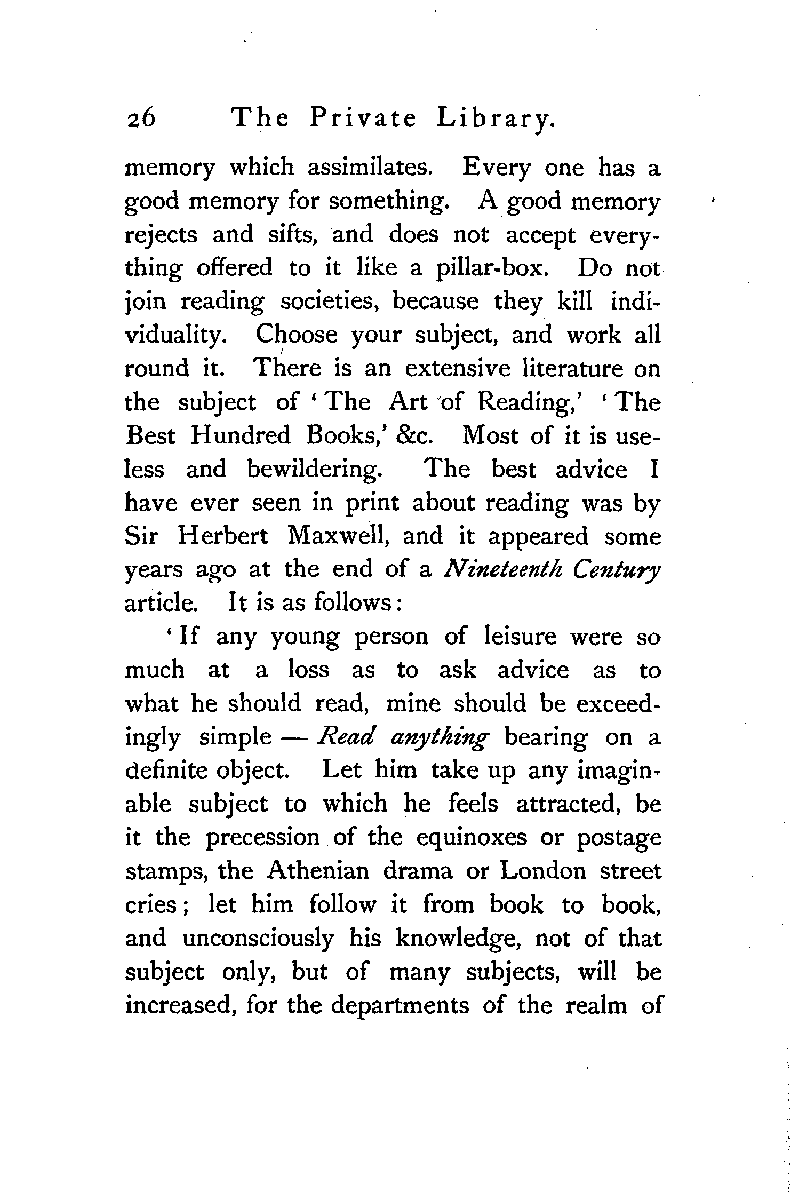 26 The Private Library.
memory which assimilates. Every one has a
good memory for something. A good memory
rejects and sifts, and does not accept every-
thing offered to it like a pillar-box. Do not
join reading societies, because they kill indi-
viduality. Choose your subject, and work all
round it. There is an extensive literature on
the subject of ‘The Art of Reading,’ ‘The
Best Hundred Books,’ &c. Most of it is use-
less and bewildering. The best advice I
have ever seen in print about reading was by
Sir Herbert Maxwell, and it appeared some
years ago at the end of a Nineteenth Century
article. It is as follows:
‘If any young person of leisure were so
much at a loss as to ask advice as to
what he should read, mine should be exceed-
ingly simple — Read anything bearing on a
definite object. Let him take up any imagin-
able subject to which he feels attracted, be
it the precession of the equinoxes or postage
stamps, the Athenian drama or London street
cries; let him follow it from book to book,
and unconsciously his knowledge, not of that
subject only, but of many subjects, will be
increased, for the departments of the realm of